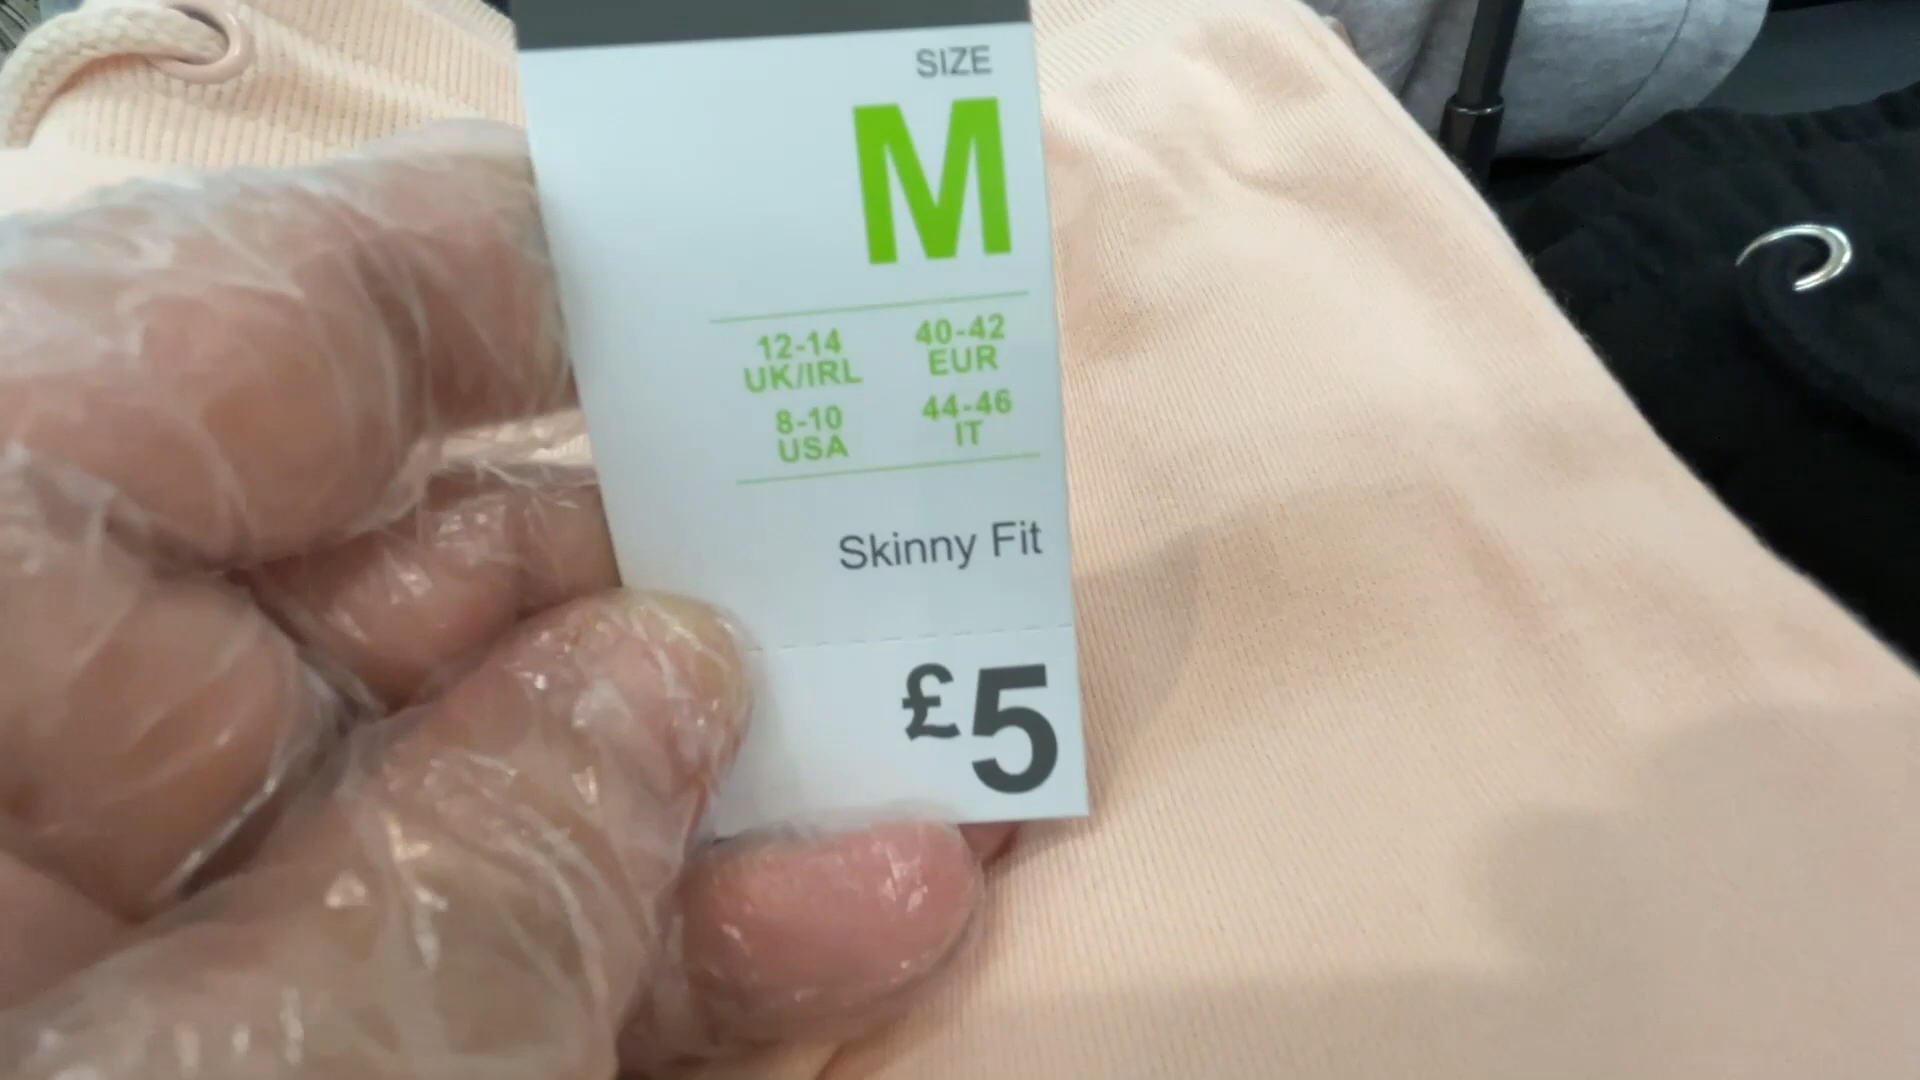 SIZE
M
12-14 40-42
UK/IRL EUR
8-10 44-46
USA IT
Skinny Fit
£5